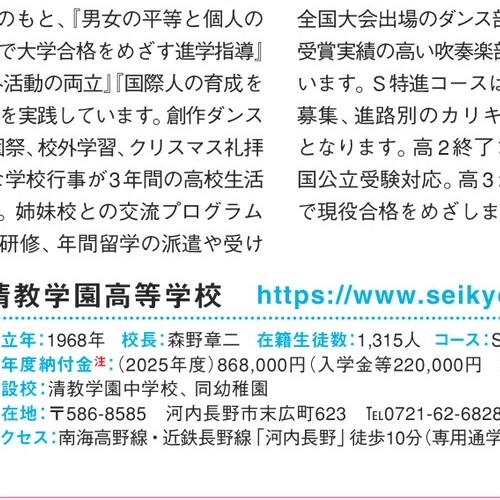 のもと、『男女の平等と個人の
で大学合格をめざす進学指導』
活動の両立』『国際人の育成を
を実践しています。創作ダンス
園祭、校外学習、クリスマス礼拝
学校行事が3年間の高校生活
。姉妹校との交流プログラム
研修、年間留学の派遣や受け
全国大会出場のダンス部
受賞実績の高い吹奏楽部
います。S特進コースは
募集、進路別のカリキ
となります。高2終了
国公立受験対応。高3
で現役合格をめざしま
清教学園高等学校 https://www.seikyo
立年：1968年 校長：森野章二 在籍生徒数：1,315人 コース：S
年度納付金注：（2025年度）868,000円（入学金等220,000円
設校：清教学園中学校、同幼稚園
在地：〒586-8585 河内長野市末広町623 TEL0721-62-6828
クセス：南海高野線・近鉄長野線「河内長野」徒歩10分（専用通学